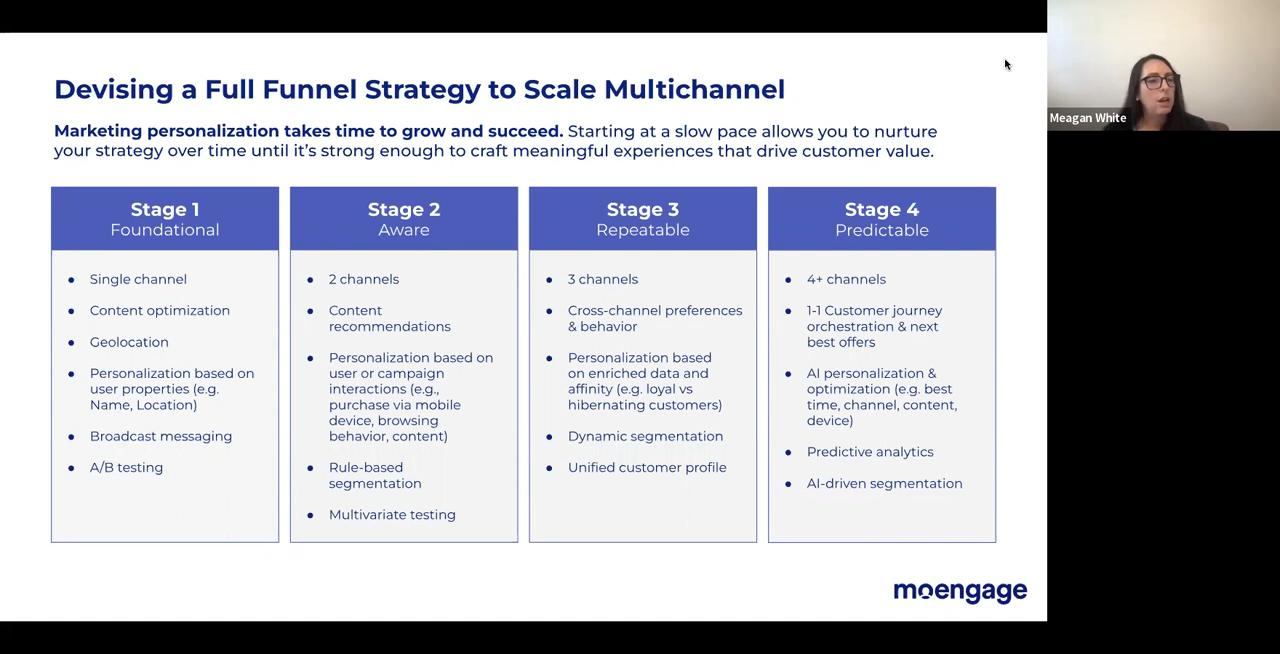 Devising a Full Funnel Strategy to Scale Multichannel
Marketing personalization takes time to grow and succeed. Starting at a slow pace allows you to nurture
your strategy over time until it's strong enough to craft meaningful experiences that drive customer value.
Stage 1
Foundational
● Single channel
● Content optimization
● Geolocation
● Personalization based on
user properties (e.g.
Name, Location)
● Broadcast messaging
● A/B testing
Stage 2
Aware
● 2 channels
● Content
recommendations
● Personalization based on
user or campaign
interactions (e.g.,
purchase via mobile
device, browsing
behavior, content)
● Rule-based
segmentation
● Multivariate testing
Stage 3
Repeatable
● 3 channels
● Cross-channel preferences
& behavior
● Personalization based
on enriched data and
affinity (e.g. loyal vs
hibernating customers)
● Dynamic segmentation
● Unified customer profile
Stage 4
Predictable
● 4+ channels
● 1-1 Customer journey
orchestration & next
best offers
● AI personalization &
optimization (e.g. best
time, channel, content,
device)
● Predictive analytics
● AI-driven segmentation
moengage
Meagan White